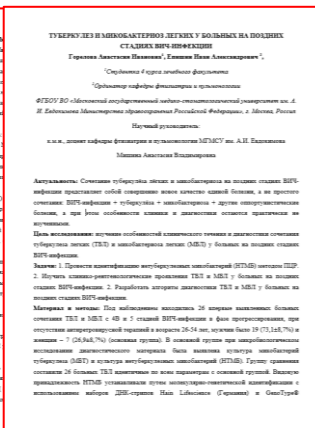 ТУБЕРКУЛЕЗ И МИКОБАКТЕРИОЗ ЛЕГКИХ У БОЛЬНЫХ НА ПОЗДНИХ
СТАДИЯХ ВИЧ-ИНФЕКЦИИ
Горелова Анастасия Ивановна¹, Епишин Иван Александрович ²,
¹Студентка 4 курса лечебного факультета
²Ординатор кафедры фтизиатрии и пульмонологии
ФГБОУ ВО «Московский государственный медико-стоматологический университет им. А.
И. Евдокимова Министерства здравоохранения Российской Федерации», г. Москва, Россия
Научный руководитель:
к.м.н., доцент кафедры фтизиатрии и пульмонологии МГМСУ им. А.И. Евдокимова
Мишина Анастасия Владимировна
Актуальность: Сочетание туберкулёза лёгких и микобактериоза на поздних стадиях ВИЧ-
инфекции представляет собой совершенно новое качество единой болезни, а не простого
сочетания: ВИЧ-инфекции + туберкулёза + микобактериоза + другие оппортунистические
болезни, а при этом особенности клиники и диагностики остаются практически не
изученными.
Цель исследования: изучение особенностей клинического течения и диагностики сочетания
туберкулеза легких (ТБЛ) и микобактериоза легких (МБЛ) у больных на поздних стадиях
ВИЧ-инфекции.
Задачи: 1. Провести идентификацию нетуберкулезных микобактерий (НТМБ) методом ПЦР.
2. Изучить клинико-рентгенологические проявления ТБЛ и МБЛ у больных на поздних
стадиях ВИЧ-инфекции. 2. Разработать алгоритм диагностики ТБЛ и МБЛ у больных на
поздних стадиях ВИЧ-инфекции.
Материал и методы: Под наблюдением находились 26 впервые выявленных больных
сочетания ТБЛ и МБЛ с 4В и 5 стадией ВИЧ-инфекции в фазе прогрессирования, при
отсутствии антиретровирусной терапией в возрасте 26-54 лет, мужчин было 19 (73,1±8,7%) и
женщин – 7 (26,9±8,7%) (основная группа). В основной группе при микробиологическом
исследовании диагностического материала была выявлена культура микобактерий
туберкулеза (МБТ) и культура нетуберкулезных микобактерий (НТМБ). Группу сравнения
составили 26 больных ТБЛ идентичные по всем параметрам с основной группой. Видовую
принадлежность НТМБ устанавливали путем молекулярно-генетической идентификации с
использованием наборов ДНК-стрипов Hain Lifescience (Германия) и GenoType®